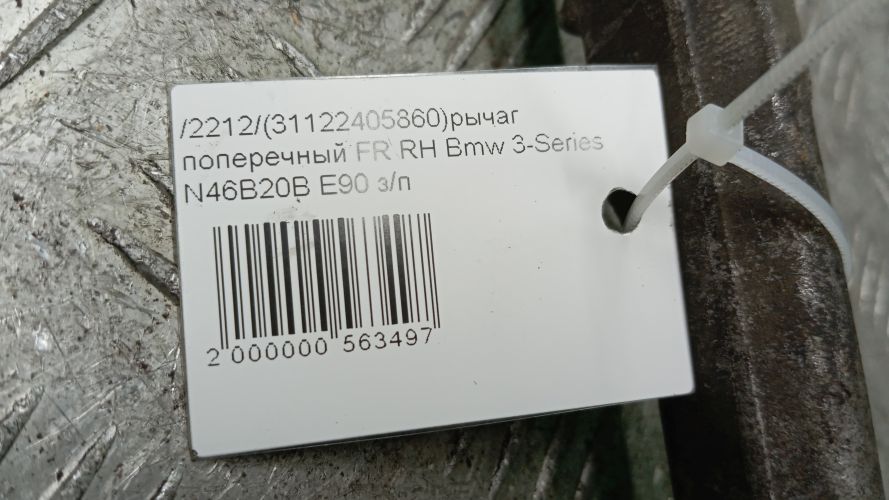 /2212/(31122405860)рычаг
поперечный FR RH Bmw 3-Series
N46B20B E90 з/п
2 000000 563497